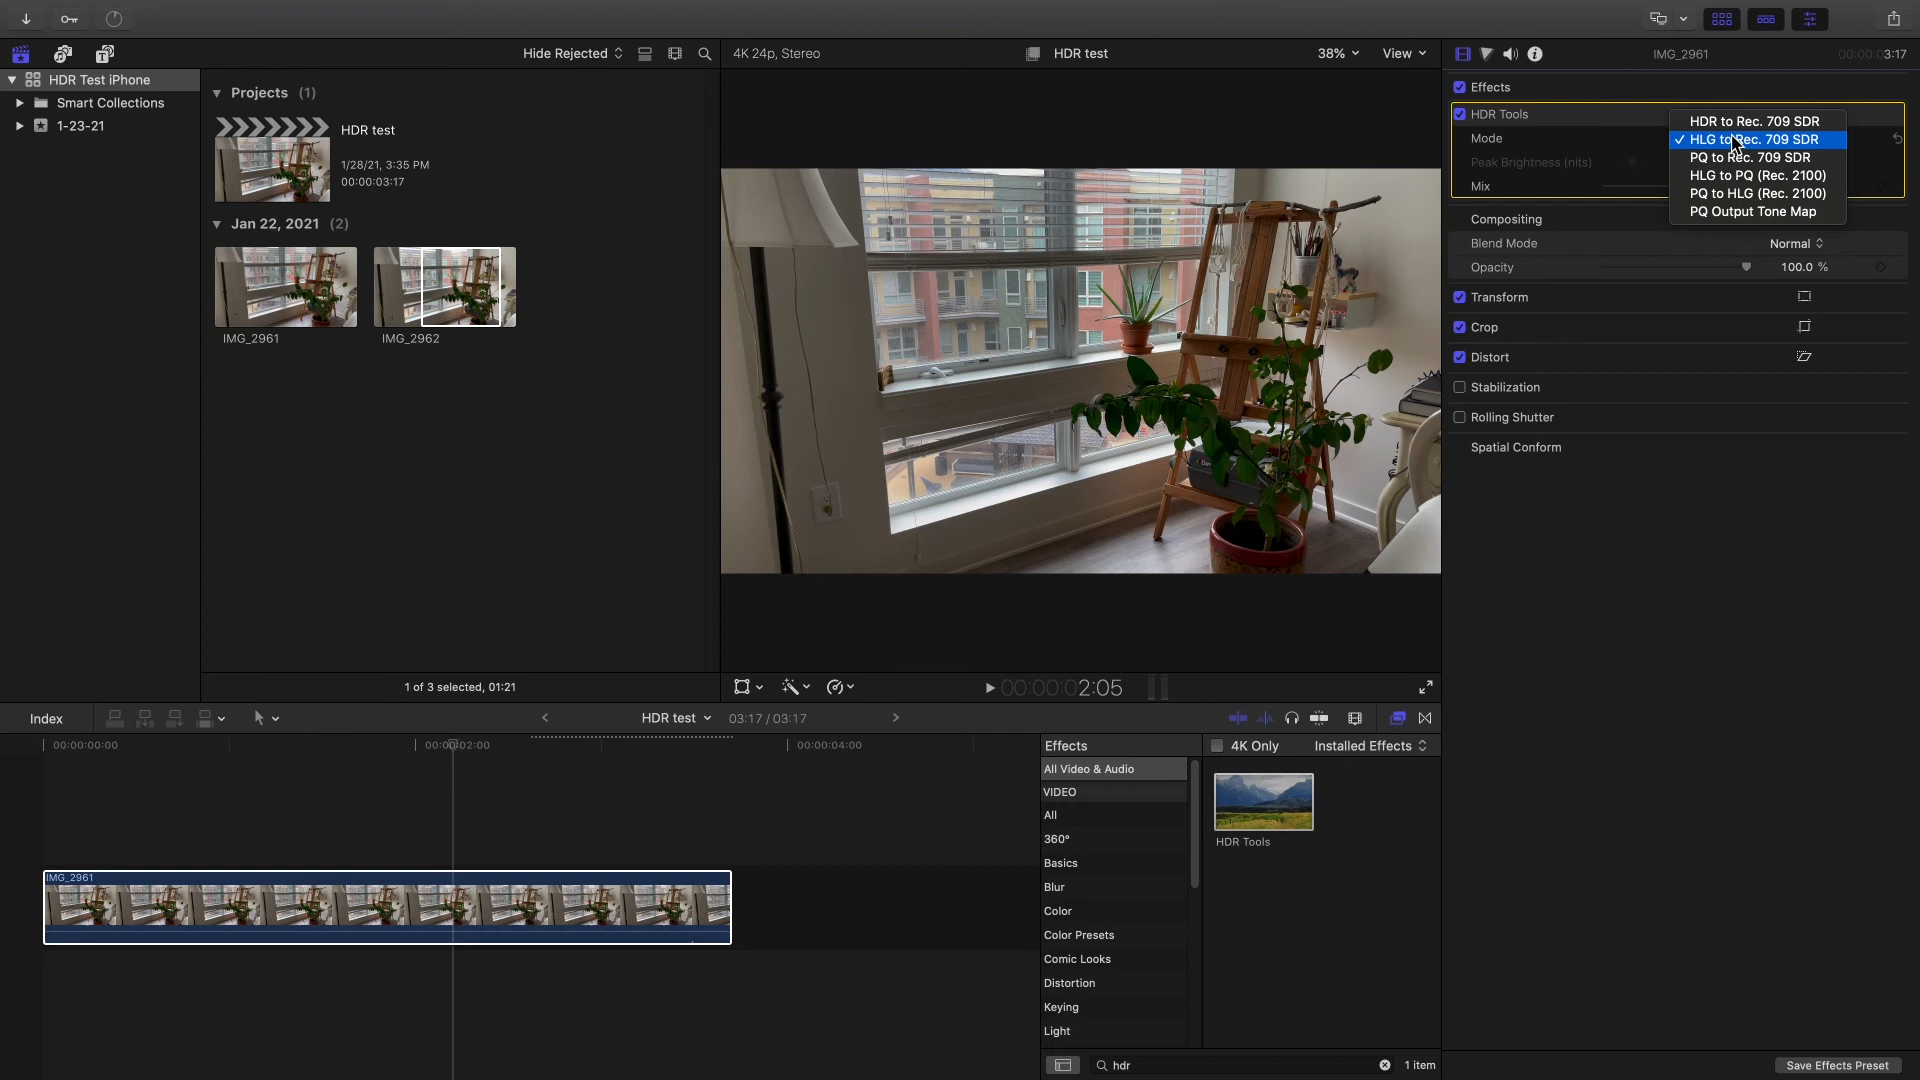 Hide Rejected
4K 24p, Stereo
HDR test
38%
View
IMG_2961
00:00:03:17
HDR Test iPhone
Smart Collections
1-23-21
Projects (1)
HDR test
1/28/21, 3:35 PM
00:00:03:17
Jan 22, 2021 (2)
IMG_2961
IMG_2962
1 of 3 selected, 01:21
00:00:02:05
Effects
HDR Tools
Mode
Peak Brightness (nits)
Mix
HDR to Rec. 709 SDR
✓ HLG to Rec. 709 SDR
PQ to Rec. 709 SDR
HLG to PQ (Rec. 2100)
PQ to HLG (Rec. 2100)
PQ Output Tone Map
Compositing
Blend Mode Normal
Opacity 100.0 %
Transform
Crop
Distort
Stabilization
Rolling Shutter
Spatial Conform
Index
HDR test
03:17 / 03:17
00:00:00:00
00:00:02:00
00:00:04:00
IMG_2961
Effects
4K Only
Installed Effects
All Video & Audio
VIDEO
All
360°
Basics
Blur
Color
Color Presets
Comic Looks
Distortion
Keying
Light
HDR Tools
hdr
1 item
Save Effects Preset